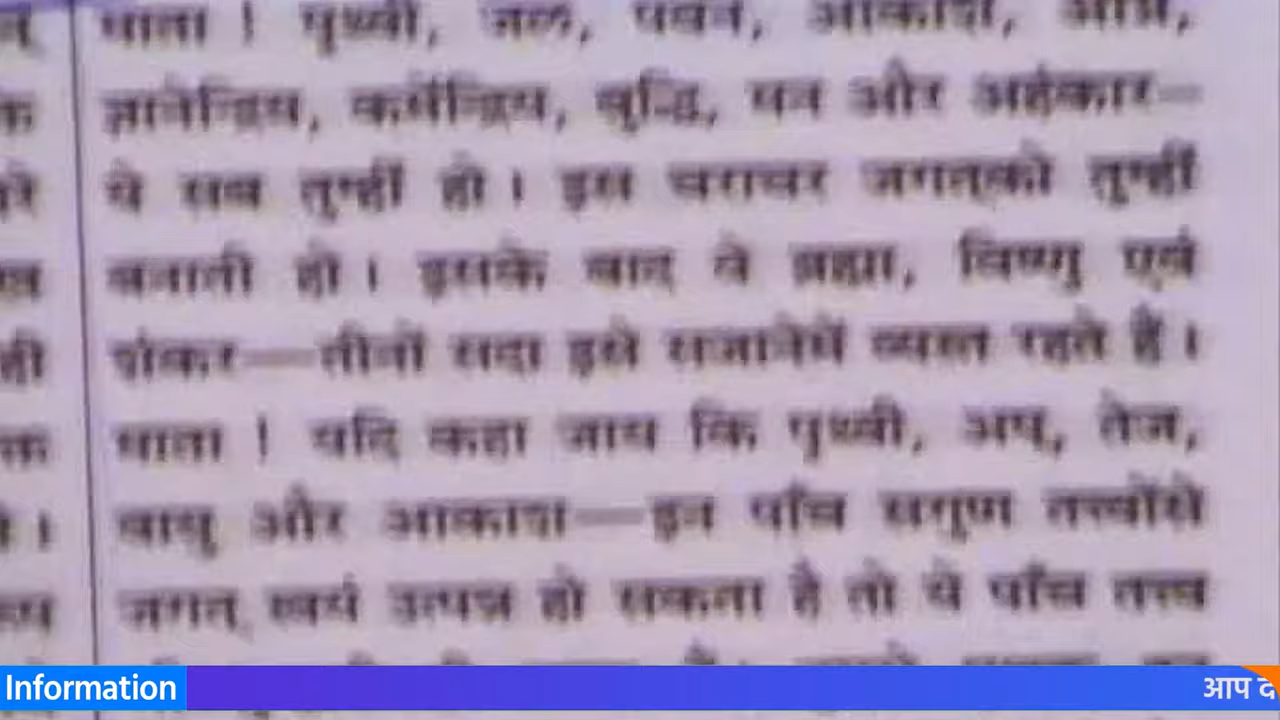 माता ! पृथ्वी, जल, पवन, आकाश, अग्नि,
ज्ञानेन्द्रिय, कर्मेन्द्रिय, बुद्धि, मन और अहंकार—
ये सब तुम्हीं हो । इस चराचर जगत्‌को तुम्हीं
बनाती हो । इसके बाद वे ब्रह्मा, विष्णु एवं
शंकर—तीनों सदा इसे सजानेमें व्यस्त रहते हैं ।
माता ! यदि कहा जाय कि पृथ्वी, अप्, तेज,
वायु और आकाश—इन पाँच सगुण तत्त्वोंसे
जगत् स्वयं उत्पन्न हो सकता है तो ये पाँच तत्त्व
Information
आप